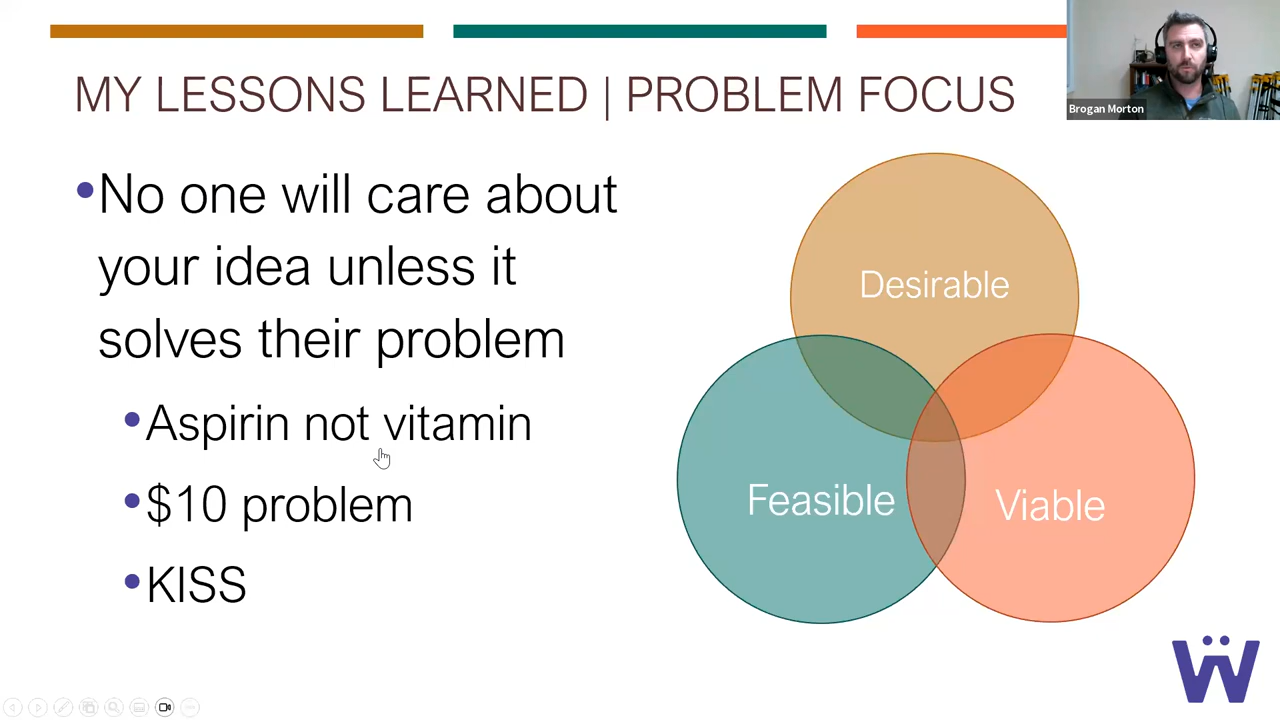 MY LESSONS LEARNED | PROBLEM FOCUS
Brogan Morton
•No one will care about
your idea unless it
solves their problem
•Aspirin not vitamin
•$10 problem
•KISS
Desirable
Feasible
Viable